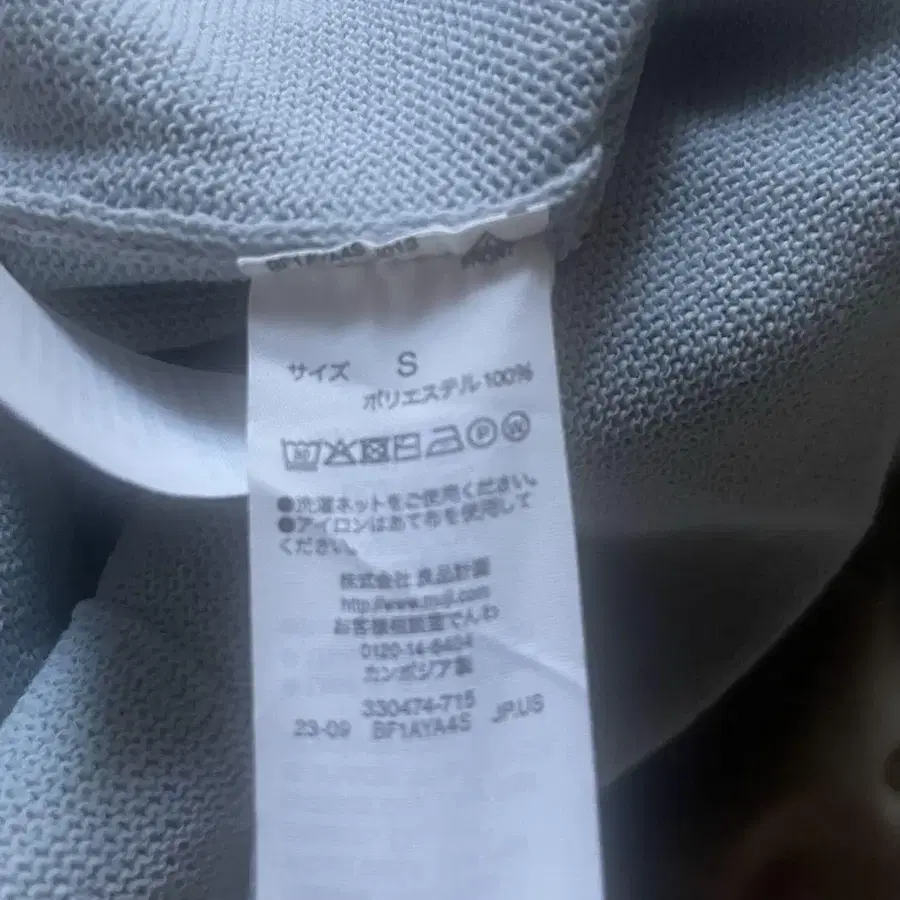 サイズ S
ポリエステル 100%
P W
●洗濯ネットをご使用ください。
●アイロンはあて布を使用して
ください。
株式会社 良品計画
http://www.muji.com
お客様相談室でんわ
0120-14-6404
カンボジア製
330474-715
23-09 BF1AYA4S JP.US